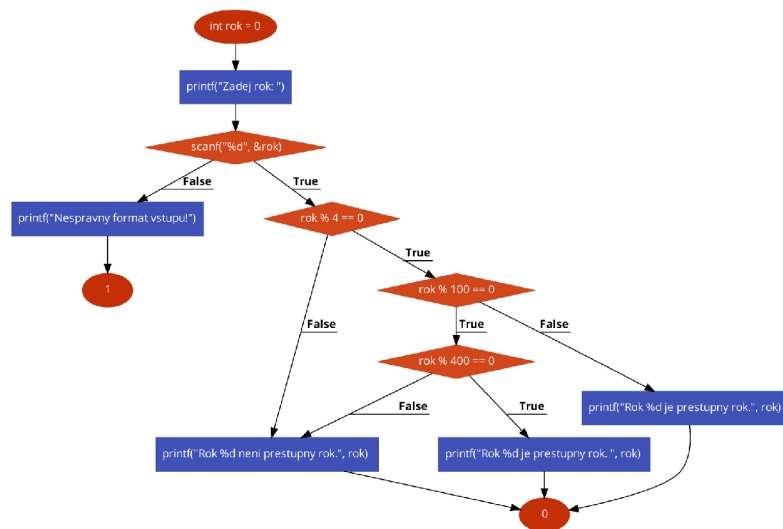 int rok = 0
printf("Zadej rok: ")
scanf("%d", &rok)
False
True
printf("Nespravny format vstupu!")
rok % 4 == 0
True
1
rok % 100 == 0
False
True
False
rok % 400 == 0
False
True
printf("Rok %d je prestupny rok.", rok)
printf("Rok %d neni prestupny rok.", rok)
printf("Rok %d je prestupny rok. ", rok)
0